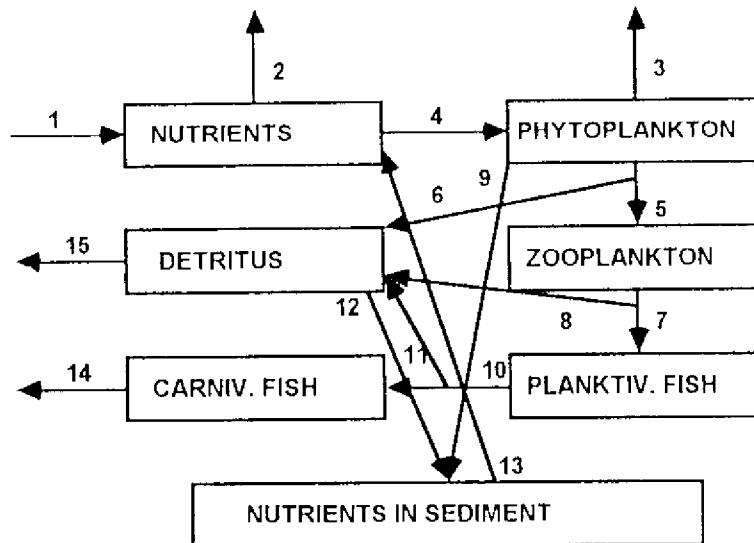 2
3
1
4
NUTRIENTS
PHYTOPLANKTON
9
6
5
15
DETRITUS
ZOOPLANKTON
12
8
7
11
14
10
CARNIV. FISH
PLANKTIV. FISH
13
NUTRIENTS IN SEDIMENT